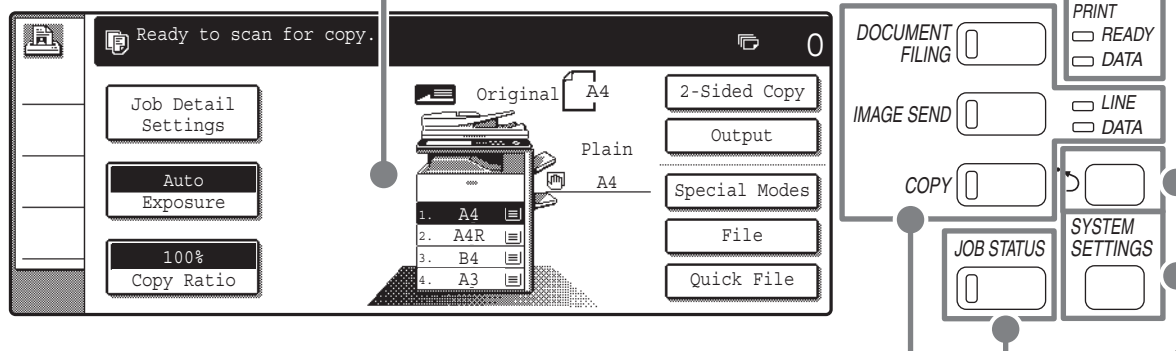 Ready to scan for copy.
0
Job Detail
Settings
Auto
Exposure
100%
Copy Ratio
Original
A4
Plain
A4
1. A4
2. A4R
3. B4
4. A3
2-Sided Copy
Output
Special Modes
File
Quick File
DOCUMENT
FILING
IMAGE SEND
COPY
JOB STATUS
PRINT
READY
DATA
LINE
DATA
SYSTEM
SETTINGS